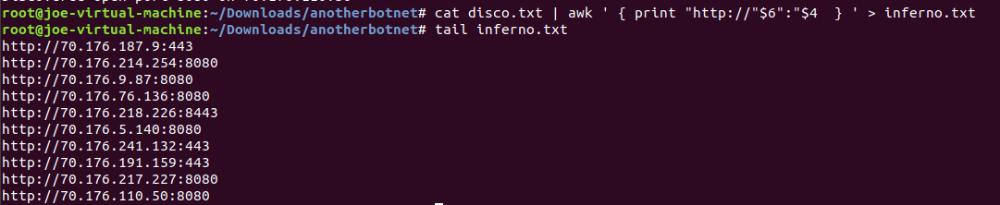 root@joe-virtual-machine:~/Downloads/anotherbotnet# cat disco.txt | awk ' { print "http://"$6":"$4  } ' > inferno.txt
root@joe-virtual-machine:~/Downloads/anotherbotnet# tail inferno.txt
http://70.176.187.9:443
http://70.176.214.254:8080
http://70.176.9.87:8080
http://70.176.76.136:8080
http://70.176.218.226:8443
http://70.176.5.140:8080
http://70.176.241.132:443
http://70.176.191.159:443
http://70.176.217.227:8080
http://70.176.110.50:8080